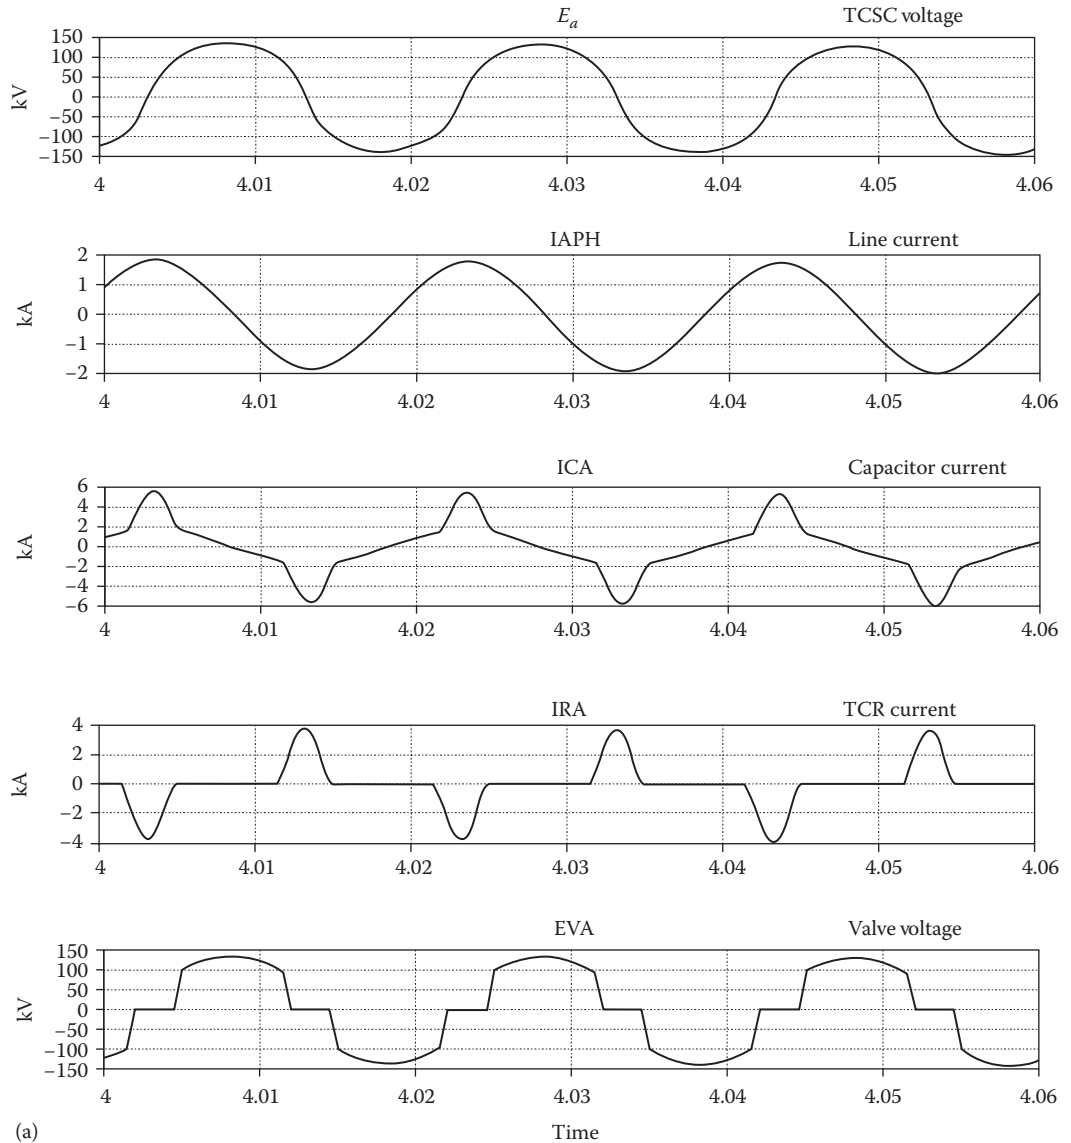 E_a TCSC voltage
150
100
50
0
−50
−100
−150
kV
4 4.01 4.02 4.03 4.04 4.05 4.06
IAPH Line current
2
1
0
−1
−2
kA
4 4.01 4.02 4.03 4.04 4.05 4.06
ICA Capacitor current
6
4
2
0
−2
−4
−6
kA
4 4.01 4.02 4.03 4.04 4.05 4.06
IRA TCR current
4
2
0
−2
−4
kA
4 4.01 4.02 4.03 4.04 4.05 4.06
EVA Valve voltage
150
100
50
0
−50
−100
−150
kV
4 4.01 4.02 4.03 4.04 4.05 4.06
(a) Time